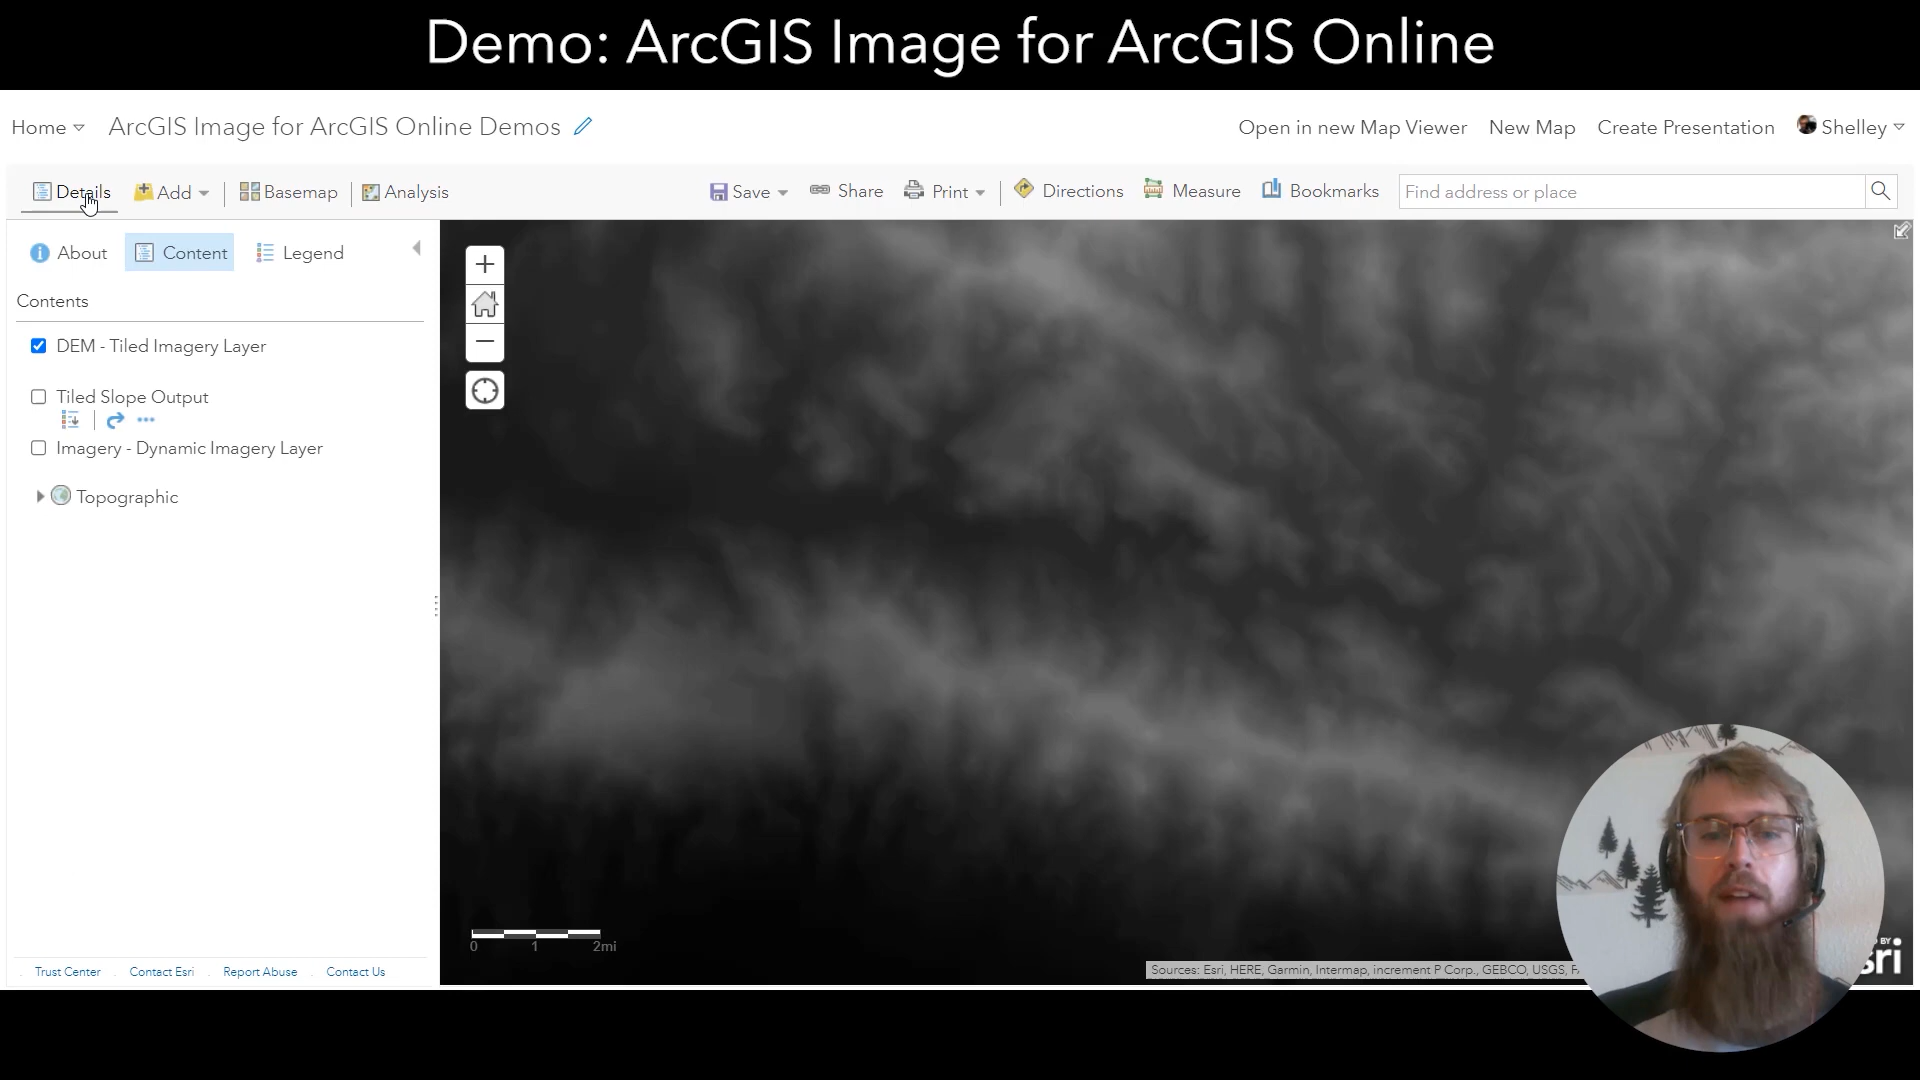 Demo: ArcGIS Image for ArcGIS Online
Home ArcGIS Image for ArcGIS Online Demos Open in new Map Viewer New Map Create Presentation Shelley
Details Add Basemap Analysis Save Share Print Directions Measure Bookmarks Find address or place
About Content Legend
Contents
DEM - Tiled Imagery Layer
Tiled Slope Output
Imagery - Dynamic Imagery Layer
Topographic
0 1 2mi
Trust Center Contact Esri Report Abuse Contact Us
Sources: Esri, HERE, Garmin, Intermap, increment P Corp., GEBCO, USGS,
BY
sri